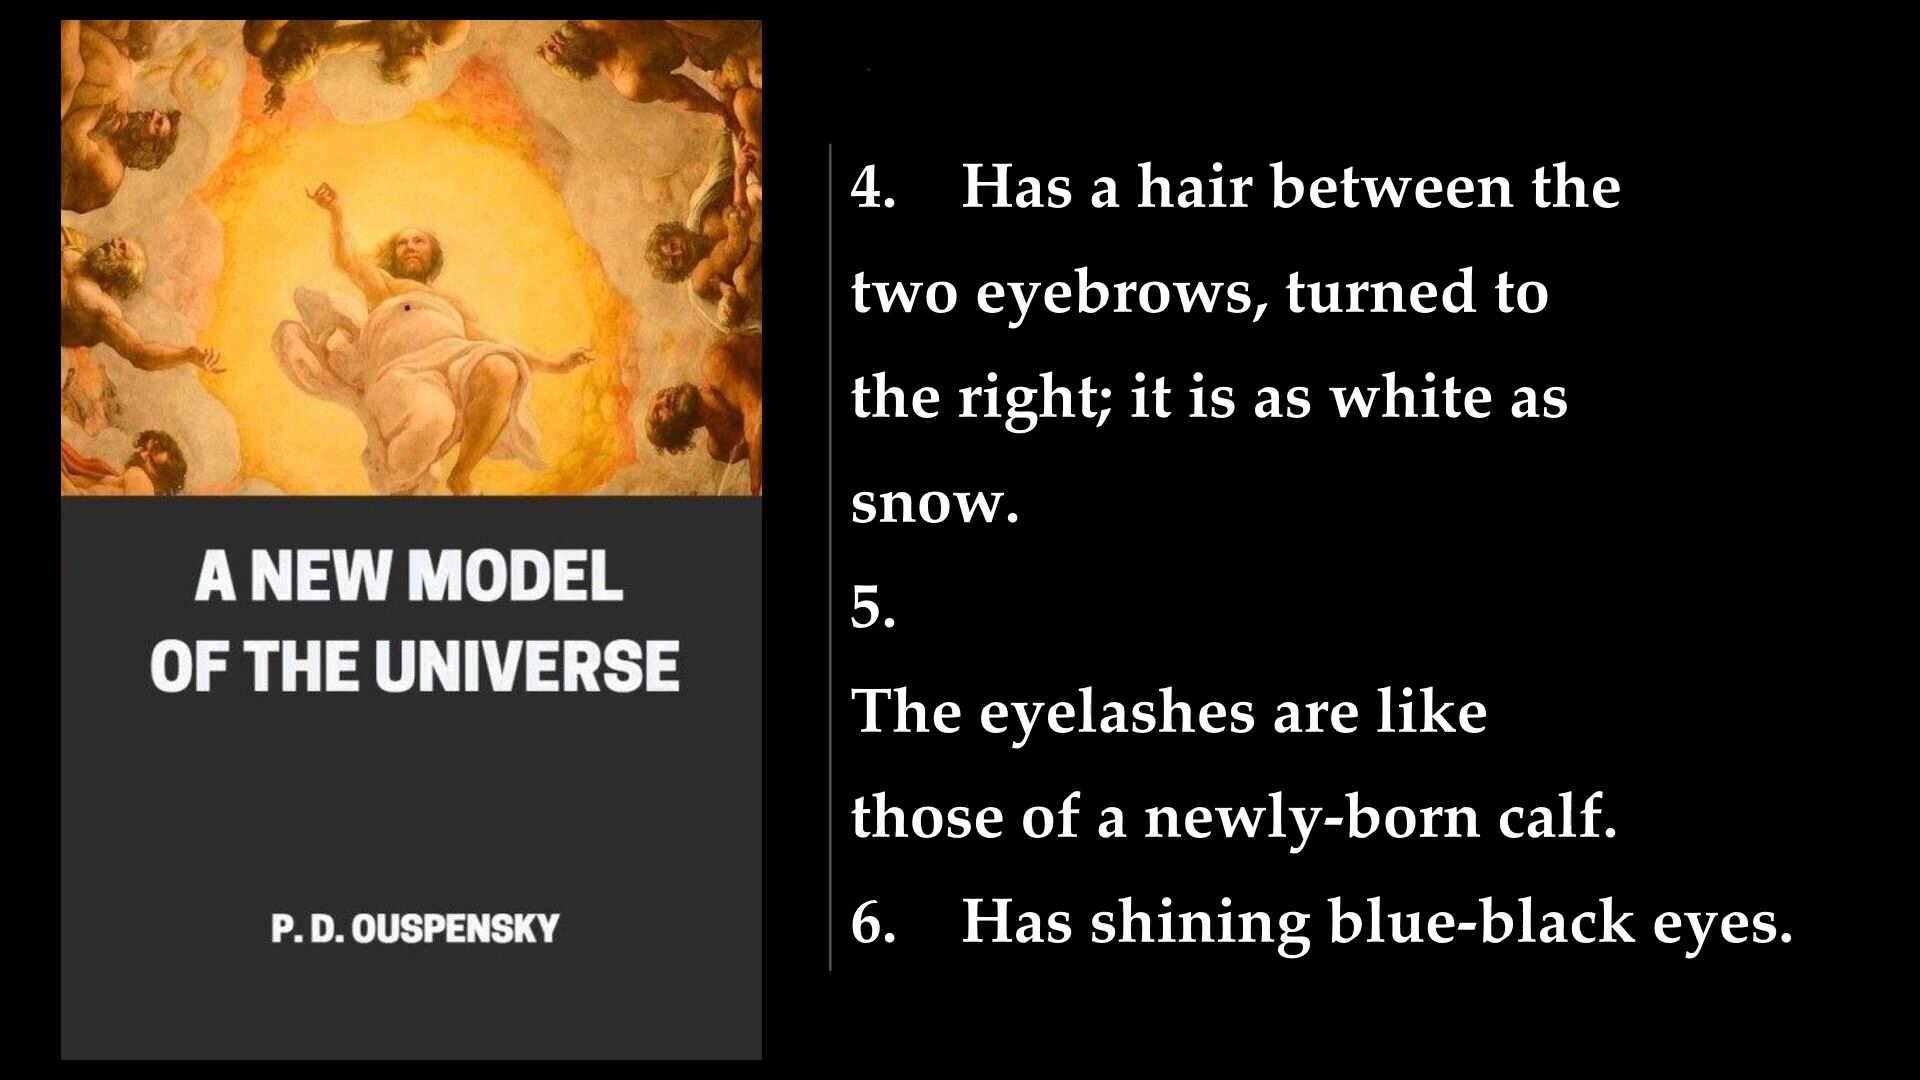 A NEW MODEL
OF THE UNIVERSE
P. D. OUSPENSKY
4. Has a hair between the
two eyebrows, turned to
the right; it is as white as
snow.
5.
The eyelashes are like
those of a newly-born calf.
6. Has shining blue-black eyes.